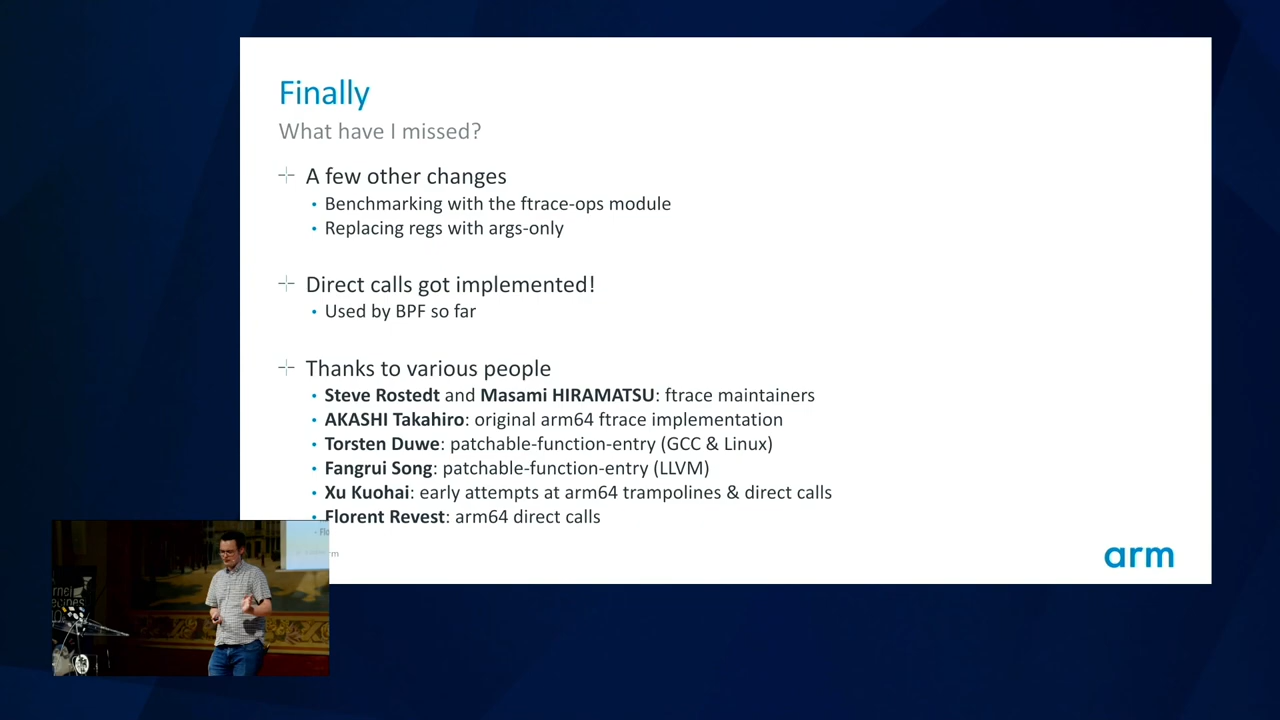 Finally
What have I missed?
A few other changes
• Benchmarking with the ftrace-ops module
• Replacing regs with args-only
Direct calls got implemented!
• Used by BPF so far
Thanks to various people
• Steve Rostedt and Masami HIRAMATSU: ftrace maintainers
• AKASHI Takahiro: original arm64 ftrace implementation
• Torsten Duwe: patchable-function-entry (GCC & Linux)
• Fangrui Song: patchable-function-entry (LLVM)
• Xu Kuohai: early attempts at arm64 trampolines & direct calls
• Florent Revest: arm64 direct calls
arm